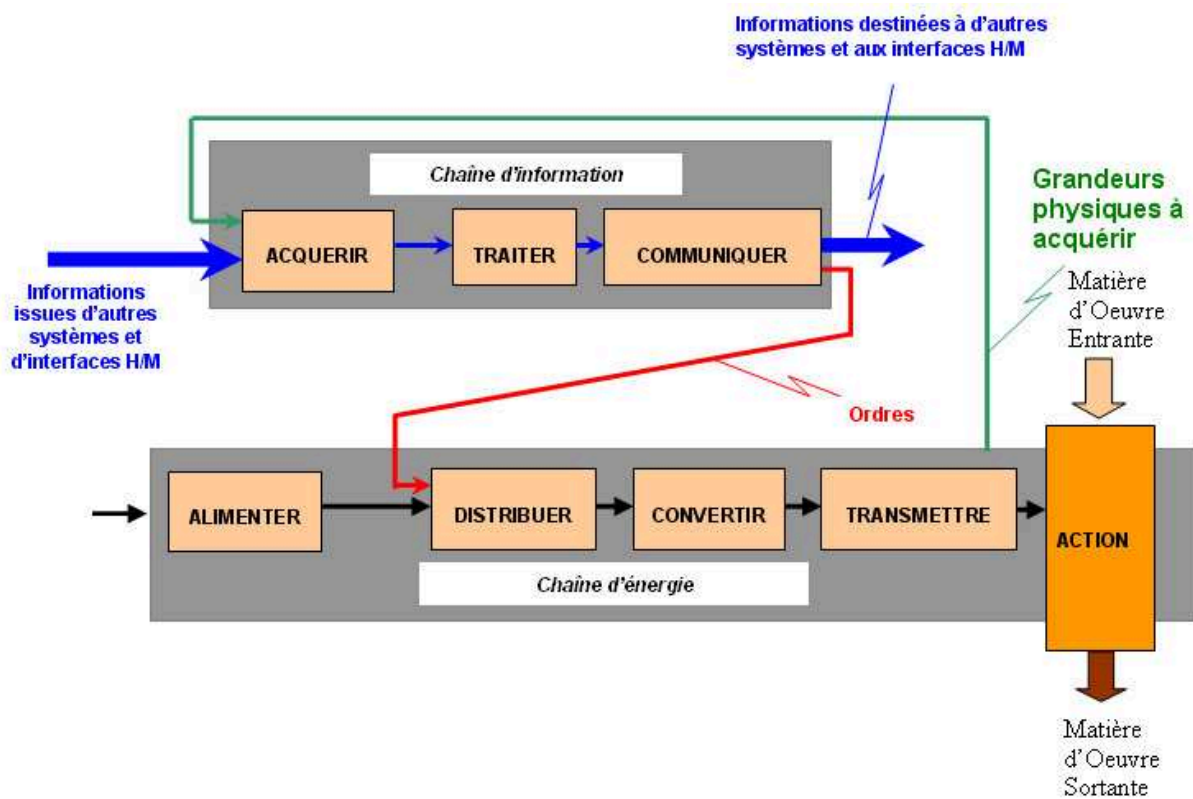 Informations destinées à d'autres
systèmes et aux interfaces H/M
Chaîne d'information
Grandeurs
physiques à
acquérir
ACQUERIR
TRAITER
COMMUNIQUER
Informations
issues d'autres
systèmes et
d'interfaces H/M
Matière
d'Oeuvre
Entrante
Ordres
ALIMENTER
DISTRIBUER
CONVERTIR
TRANSMETTRE
ACTION
Chaîne d'énergie
Matière
d'Oeuvre
Sortante